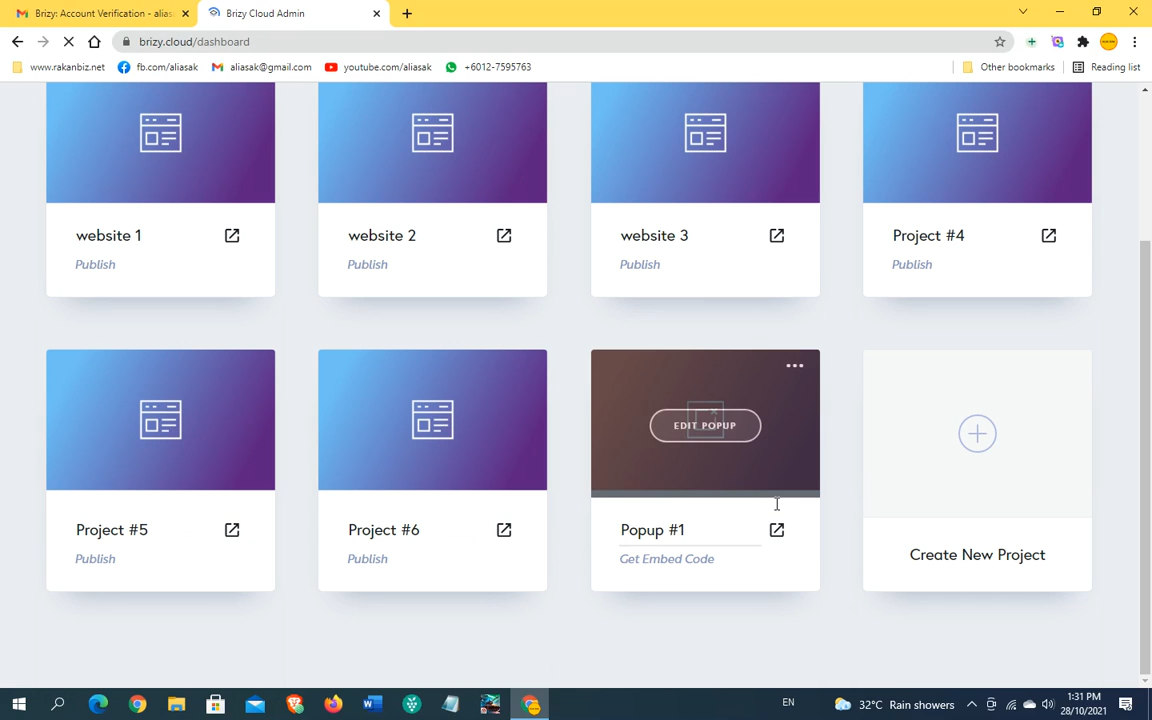 Brizy: Account Verification - alias
Brizy Cloud Admin
brizy.cloud/dashboard
www.rakanbiz.net
fb.com/aliasak
aliasak@gmail.com
youtube.com/aliasak
+6012-7595763
Other bookmarks
Reading list
website 1
Publish
website 2
Publish
website 3
Publish
Project #4
Publish
Project #5
Publish
Project #6
Publish
EDIT POPUP
Popup #1
Get Embed Code
Create New Project
EN
32°C Rain showers
1:31 PM
28/10/2021